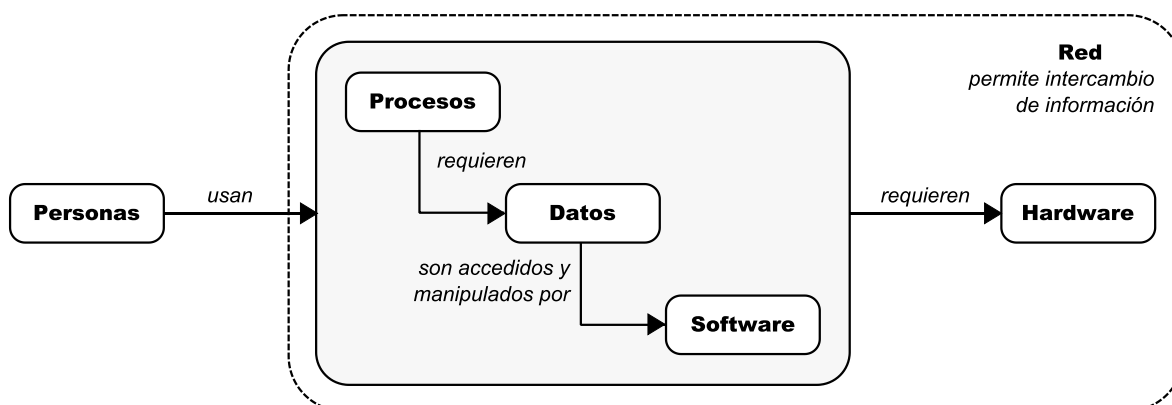 Red
permite intercambio
de información
Procesos
requieren
Personas
usan
Datos
requieren
Hardware
son accedidos y
manipulados por
Software